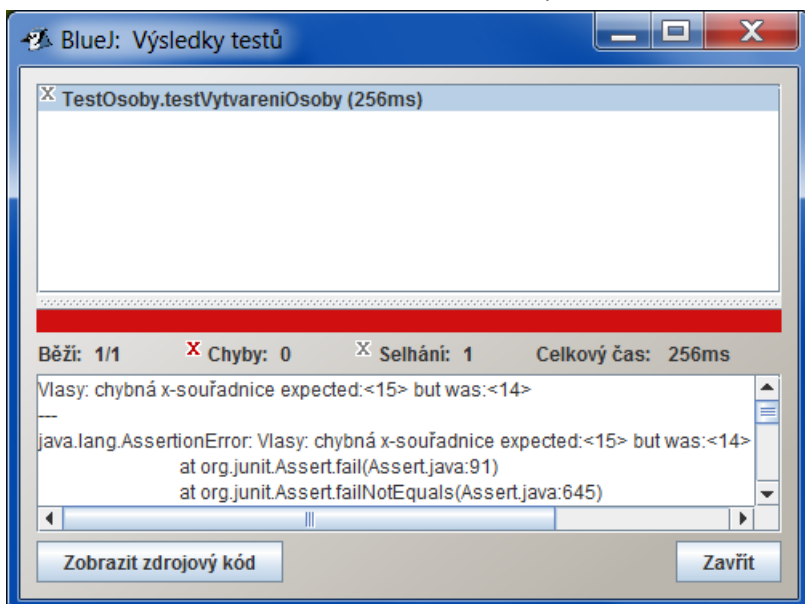 BlueJ: Výsledky testů
X
X TestOsoby.testVytvareniOsoby (256ms)
Běží: 1/1 X Chyby: 0 X Selhání: 1 Celkový čas: 256ms
Vlasy: chybná x-souřadnice expected:<15> but was:<14>
---
java.lang.AssertionError: Vlasy: chybná x-souřadnice expected:<15> but was:<14>
at org.junit.Assert.fail(Assert.java:91)
at org.junit.Assert.failNotEquals(Assert.java:645)
Zobrazit zdrojový kód Zavřít